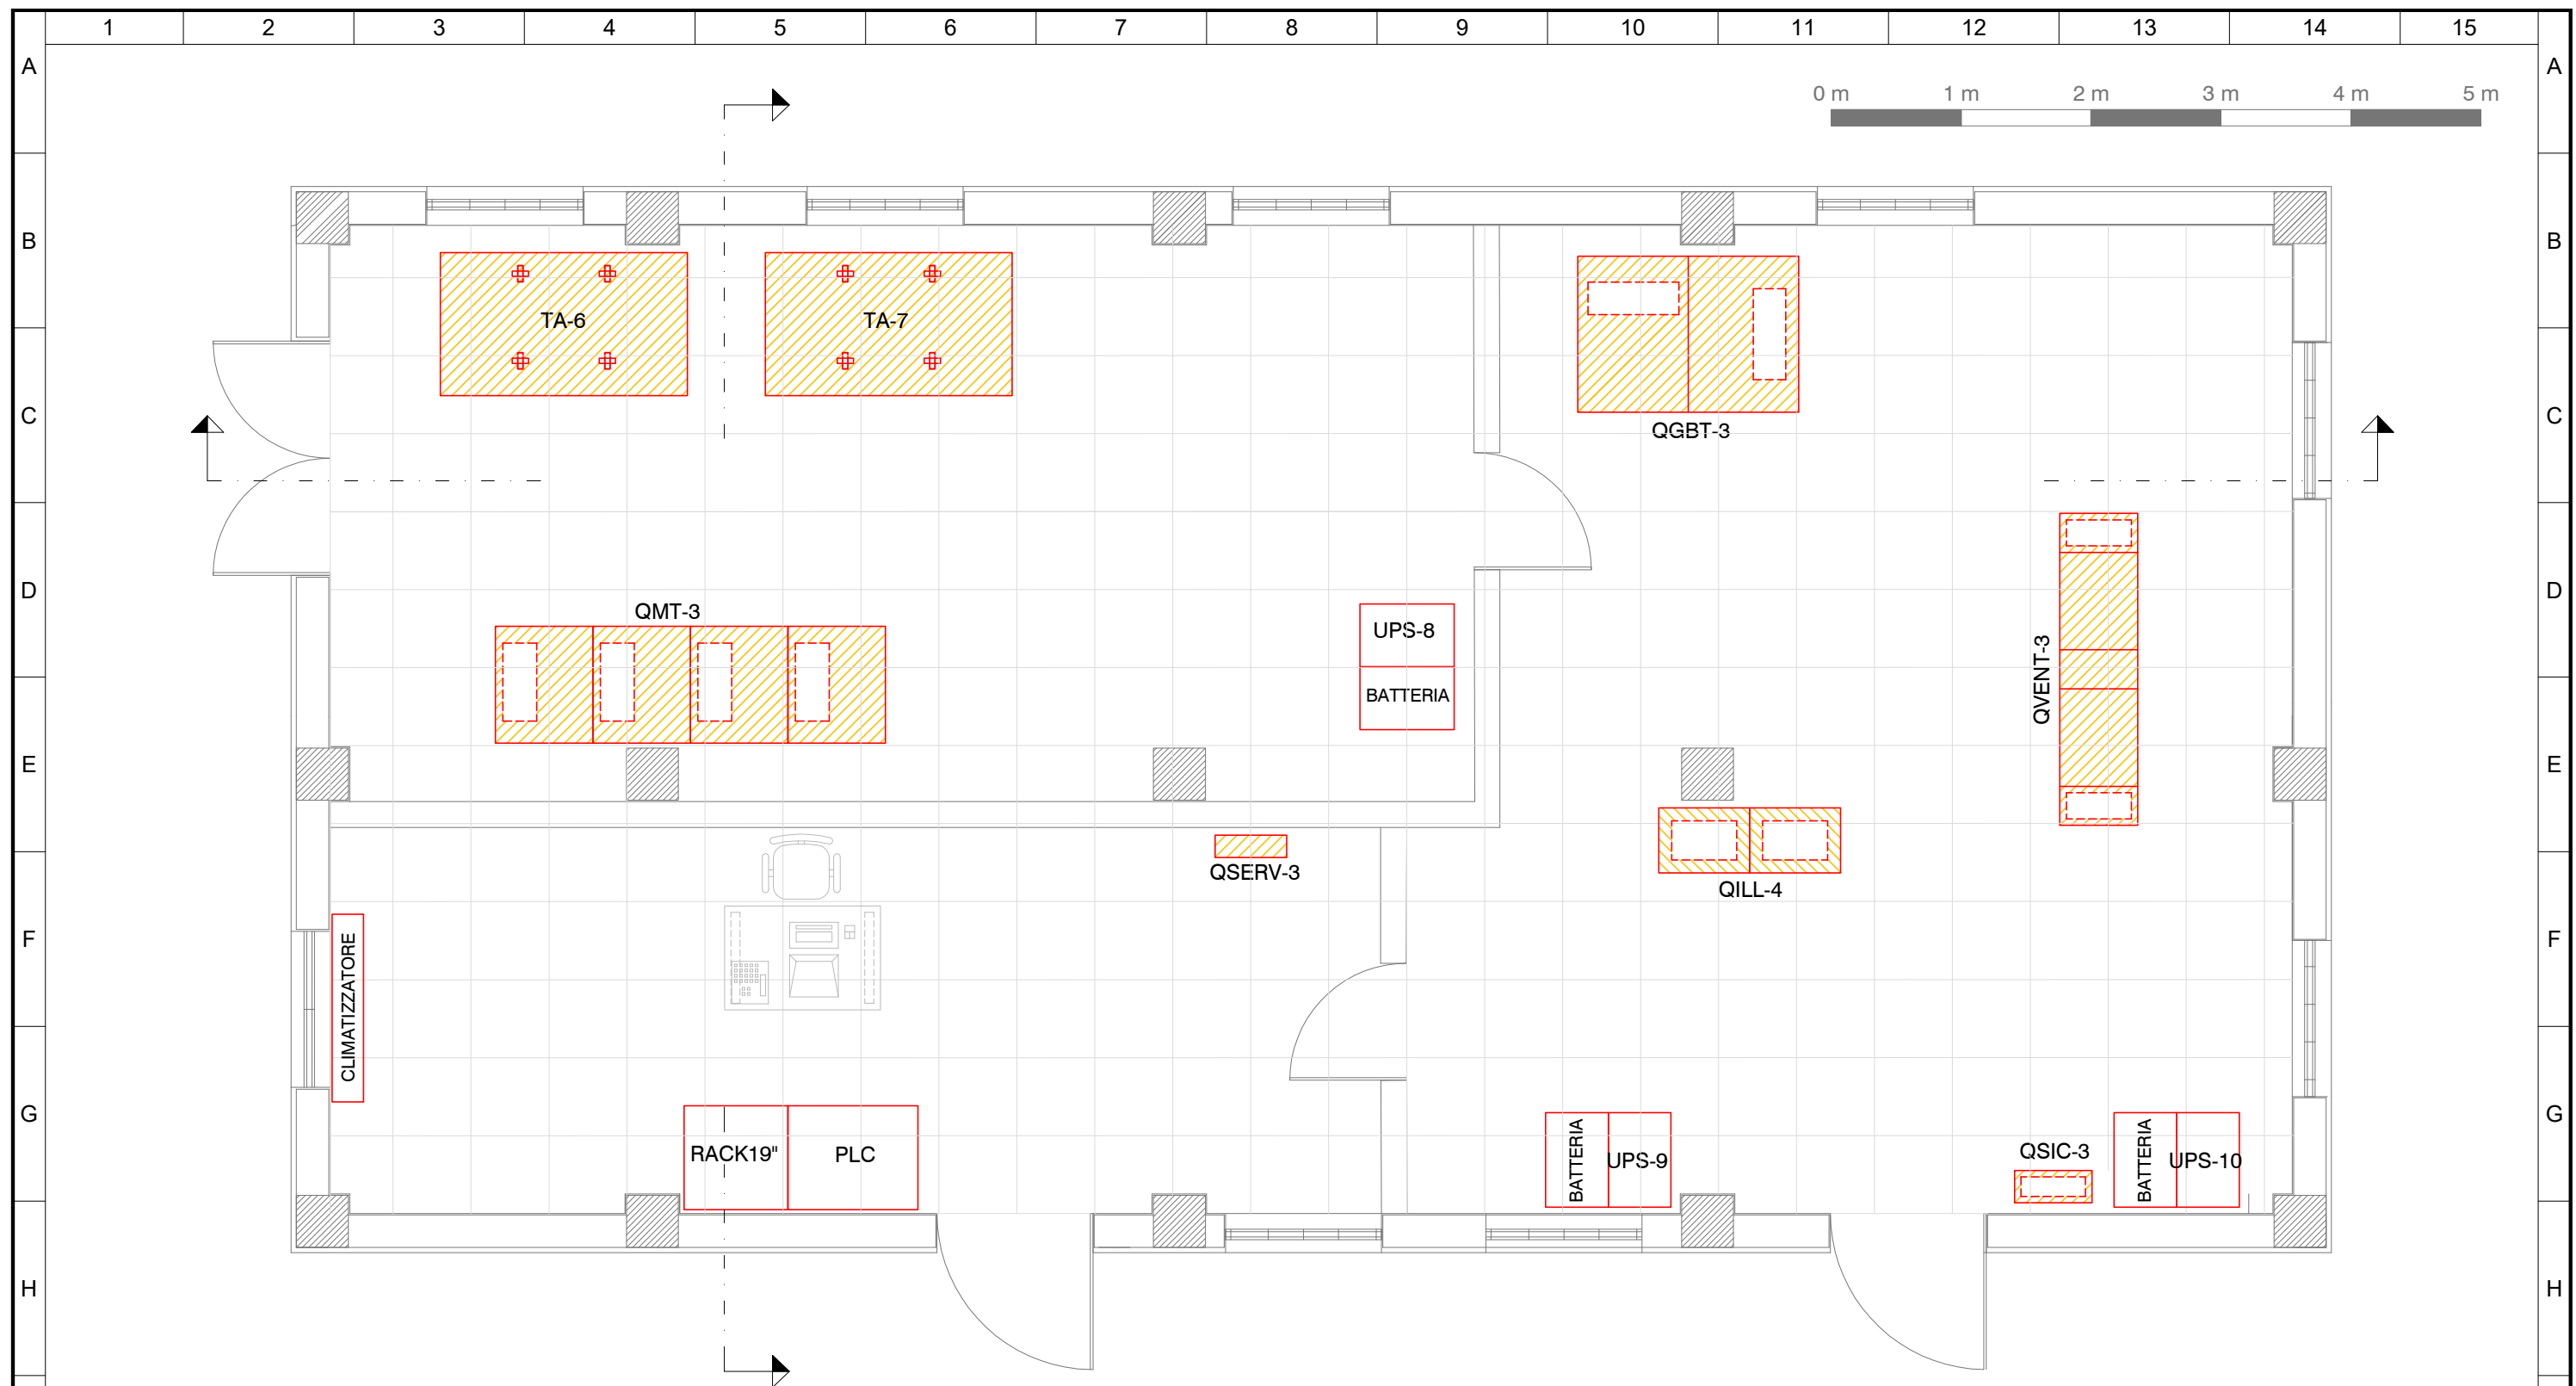 1 2 3 4 5 6 7 8 9 10 11 12 13 14 15
A A
0 m 1 m 2 m 3 m 4 m 5 m
B B
TA-6 TA-7
C C
QGBT-3
D D
QMT-3
UPS-8
BATTERIA
QVENT-3
E E
QSERV-3
QILL-4
F F
CLIMATIZZATORE
G G
RACK19" PLC
BATTERIA UPS-9
QSIC-3
BATTERIA UPS-10
H H